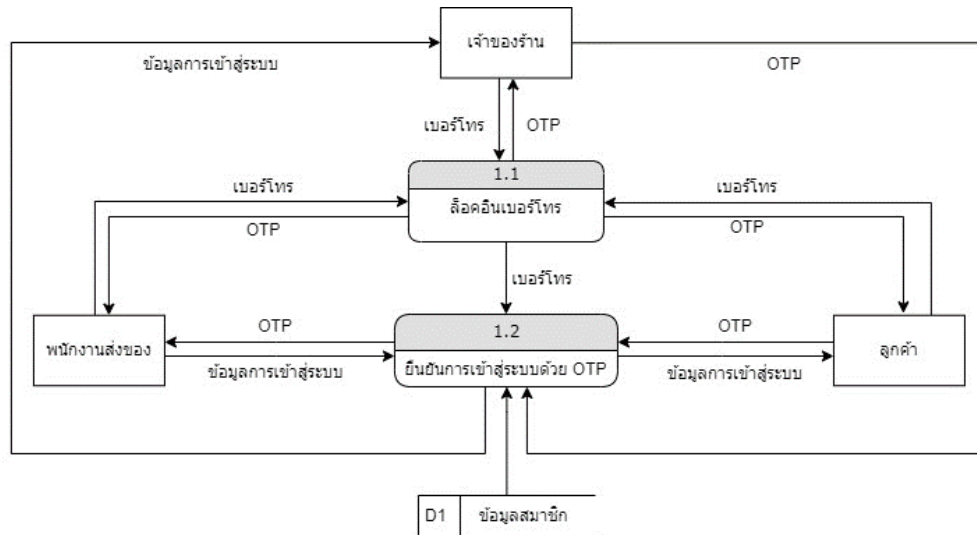 เจ้าของร้าน
ข้อมูลการเข้าสู่ระบบ
OTP
เบอร์โทร
OTP
1.1
ล็อคอินเบอร์โทร
เบอร์โทร
เบอร์โทร
OTP
OTP
เบอร์โทร
พนักงานส่งของ
OTP
1.2
OTP
ลูกค้า
ข้อมูลการเข้าสู่ระบบ
ยืนยันการเข้าสู่ระบบด้วย OTP
ข้อมูลการเข้าสู่ระบบ
D1
ข้อมูลสมาชิก